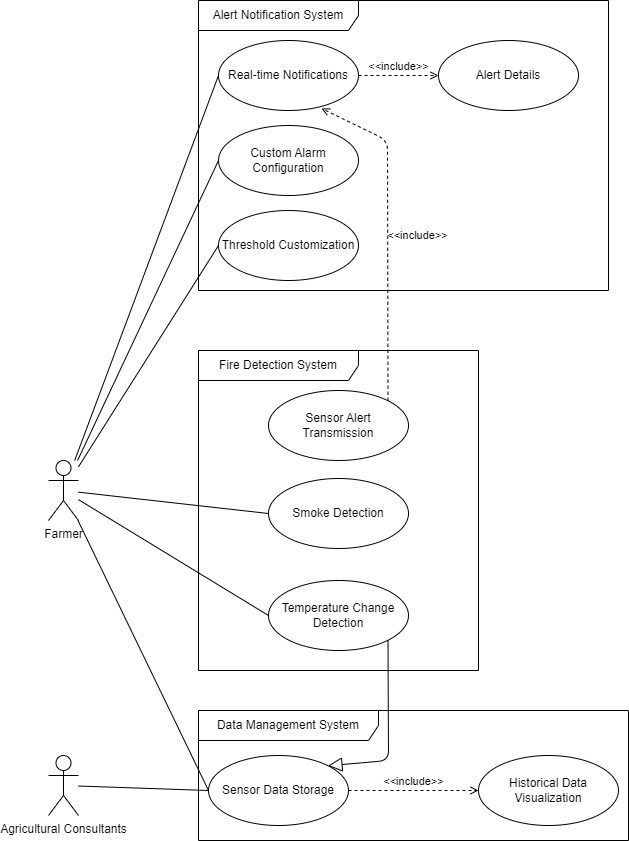 Alert Notification System
Real-time Notifications
<<include>>
Alert Details
Custom Alarm
Configuration
Threshold Customization
<<include>>
Fire Detection System
Sensor Alert
Transmission
Smoke Detection
Farmer
Temperature Change
Detection
Data Management System
Sensor Data Storage
<<include>>
Historical Data
Visualization
Agricultural Consultants